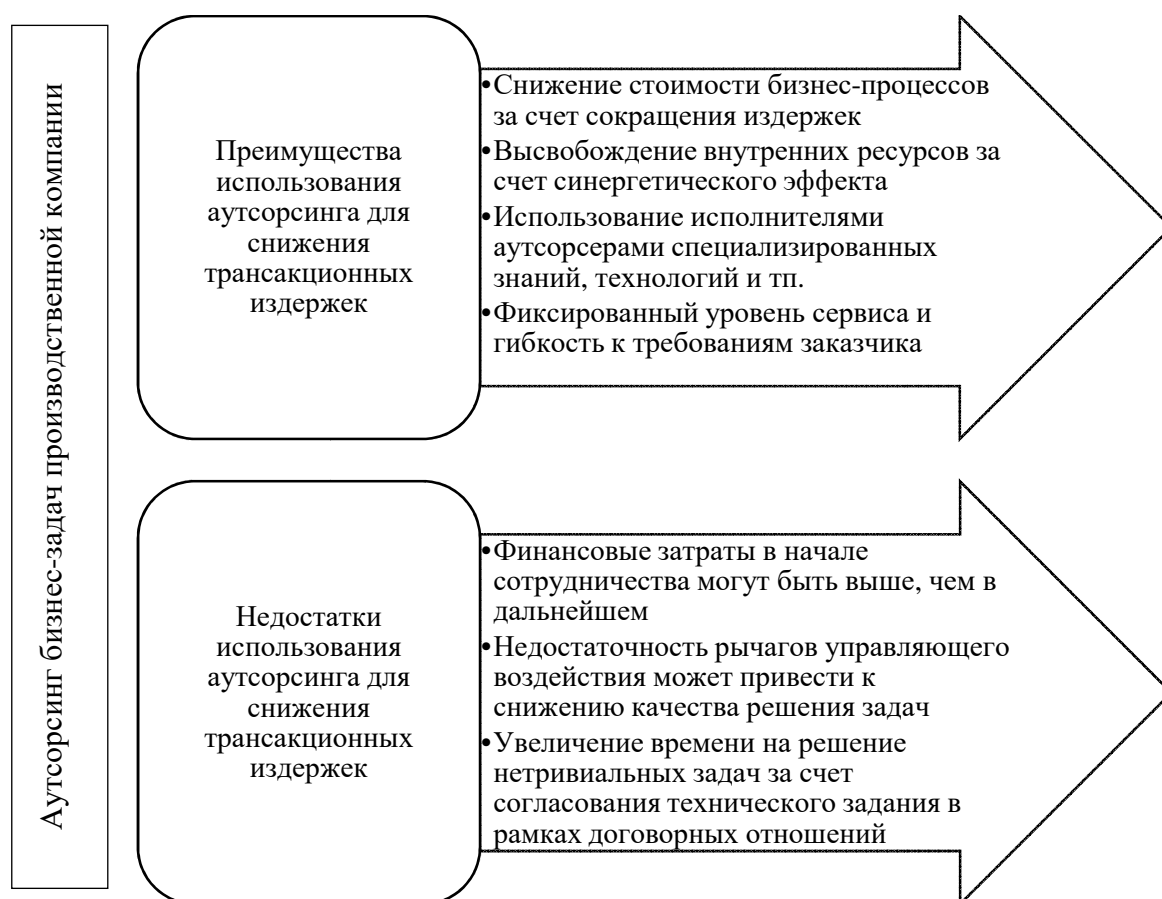 Аутсорсинг бизнес-задач производственной компании
Преимущества
использования
аутсорсинга для
снижения
трансакционных
издержек
•Снижение стоимости бизнес-процессов
за счет сокращения издержек
•Высвобождение внутренних ресурсов за
счет синергетического эффекта
•Использование исполнителями
аутсорсерами специализированных
знаний, технологий и тп.
•Фиксированный уровень сервиса и
гибкость к требованиям заказчика
Недостатки
использования
аутсорсинга для
снижения
трансакционных
издержек
•Финансовые затраты в начале
сотрудничества могут быть выше, чем в
дальнейшем
•Недостаточность рычагов управляющего
воздействия может привести к
снижению качества решения задач
•Увеличение времени на решение
нетривиальных задач за счет
согласования технического задания в
рамках договорных отношений